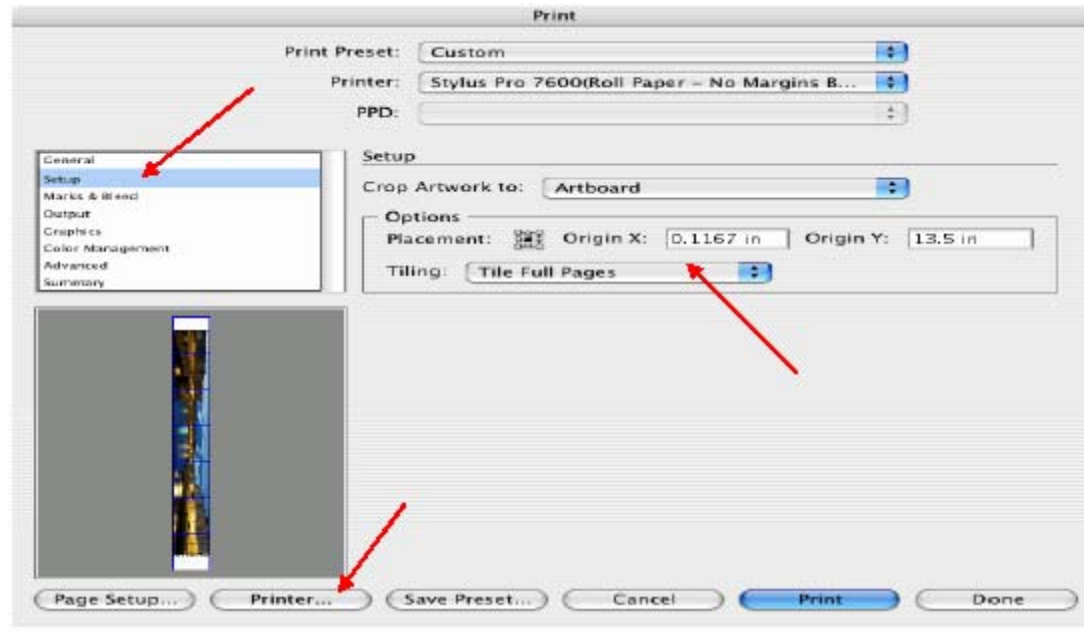 Print
Print Preset: Custom
Printer: Stylus Pro 7600(Roll Paper – No Margins B...
PPD:
General
Setup
Marks & Bleed
Output
Graphics
Color Management
Advanced
Summary
Setup
Crop Artwork to: Artboard
Options
Placement: Origin X: 0.1167 in Origin Y: 13.5 in
Tiling: Tile Full Pages
Page Setup... Printer... Save Preset... Cancel Print Done